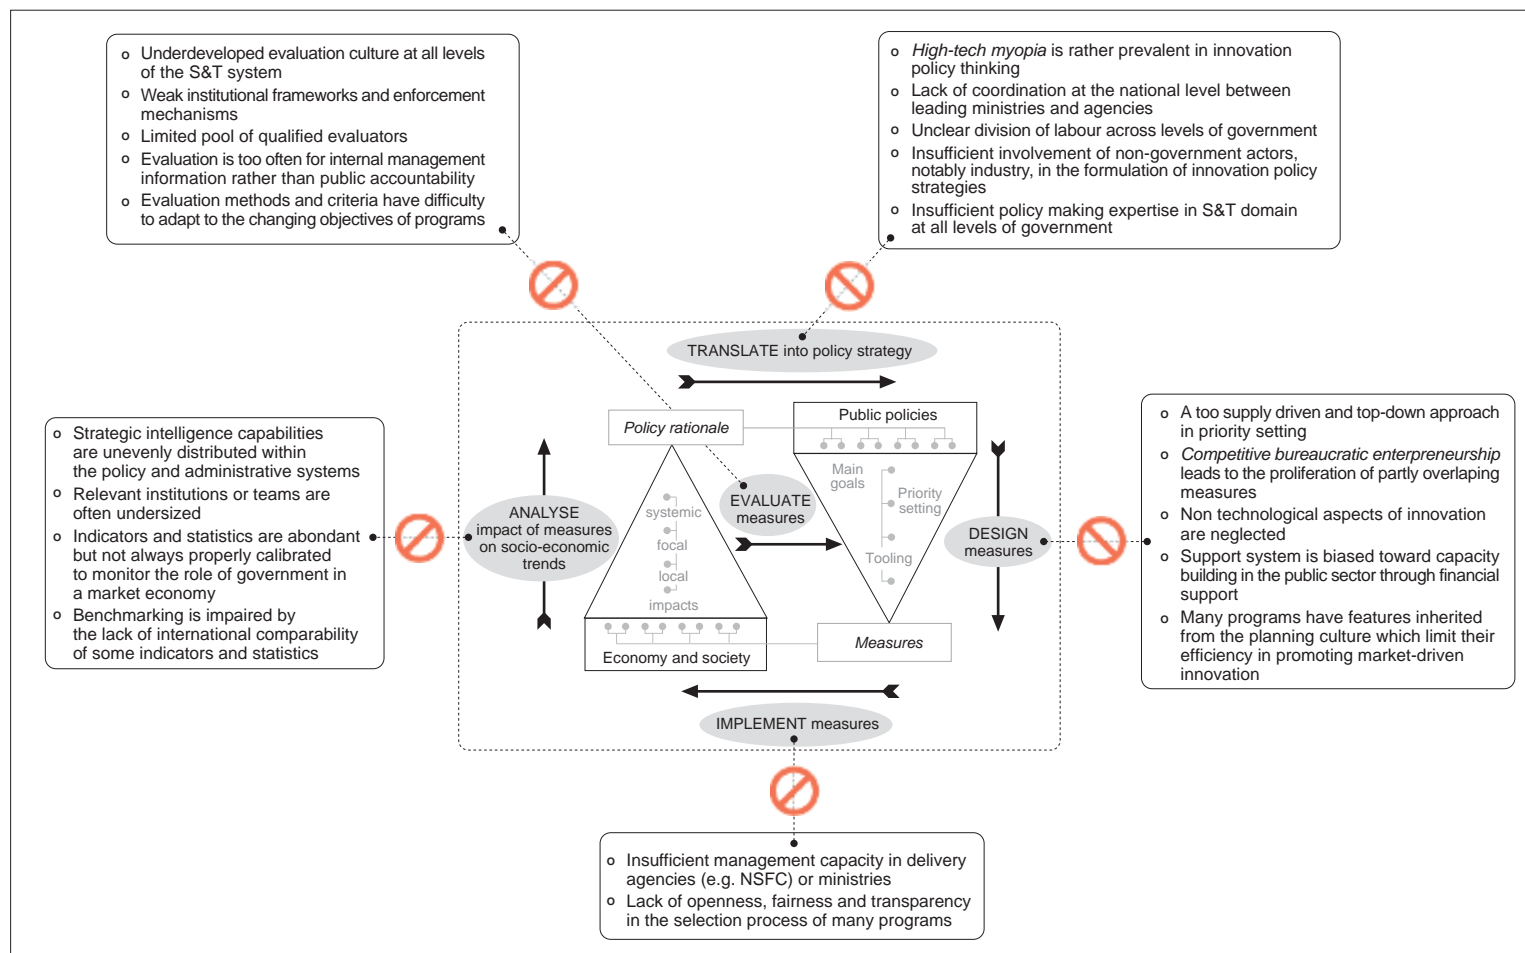 o Underdeveloped evaluation culture at all levels
of the S&T system
o Weak institutional frameworks and enforcement
mechanisms
o Limited pool of qualified evaluators
o Evaluation is too often for internal management
information rather than public accountability
o Evaluation methods and criteria have difficulty
to adapt to the changing objectives of programs
o High-tech myopia is rather prevalent in innovation
policy thinking
o Lack of coordination at the national level between
leading ministries and agencies
o Unclear division of labour across levels of government
o Insufficient involvement of non-government actors,
notably industry, in the formulation of innovation policy
strategies
o Insufficient policy making expertise in S&T domain
at all levels of government
TRANSLATE into policy strategy
o Strategic intelligence capabilities
are unevenly distributed within
the policy and administrative systems
o Relevant institutions or teams are
often undersized
o Indicators and statistics are abondant
but not always properly calibrated
to monitor the role of government in
a market economy
o Benchmarking is impaired by
the lack of international comparability
of some indicators and statistics
ANALYSE
impact of measures
on socio-economic
trends
Policy rationale
systemic
focal
local
impacts
Economy and society
EVALUATE
measures
Public policies
Main
goals
Priority
setting
Tooling
Measures
DESIGN
measures
o A too supply driven and top-down approach
in priority setting
o Competitive bureaucratic enterpreneurship
leads to the proliferation of partly overlaping
measures
o Non technological aspects of innovation
are neglected
o Support system is biased toward capacity
building in the public sector through financial
support
o Many programs have features inherited
from the planning culture which limit their
efficiency in promoting market-driven
innovation
IMPLEMENT measures
o Insufficient management capacity in delivery
agencies (e.g. NSFC) or ministries
o Lack of openness, fairness and transparency
in the selection process of many programs